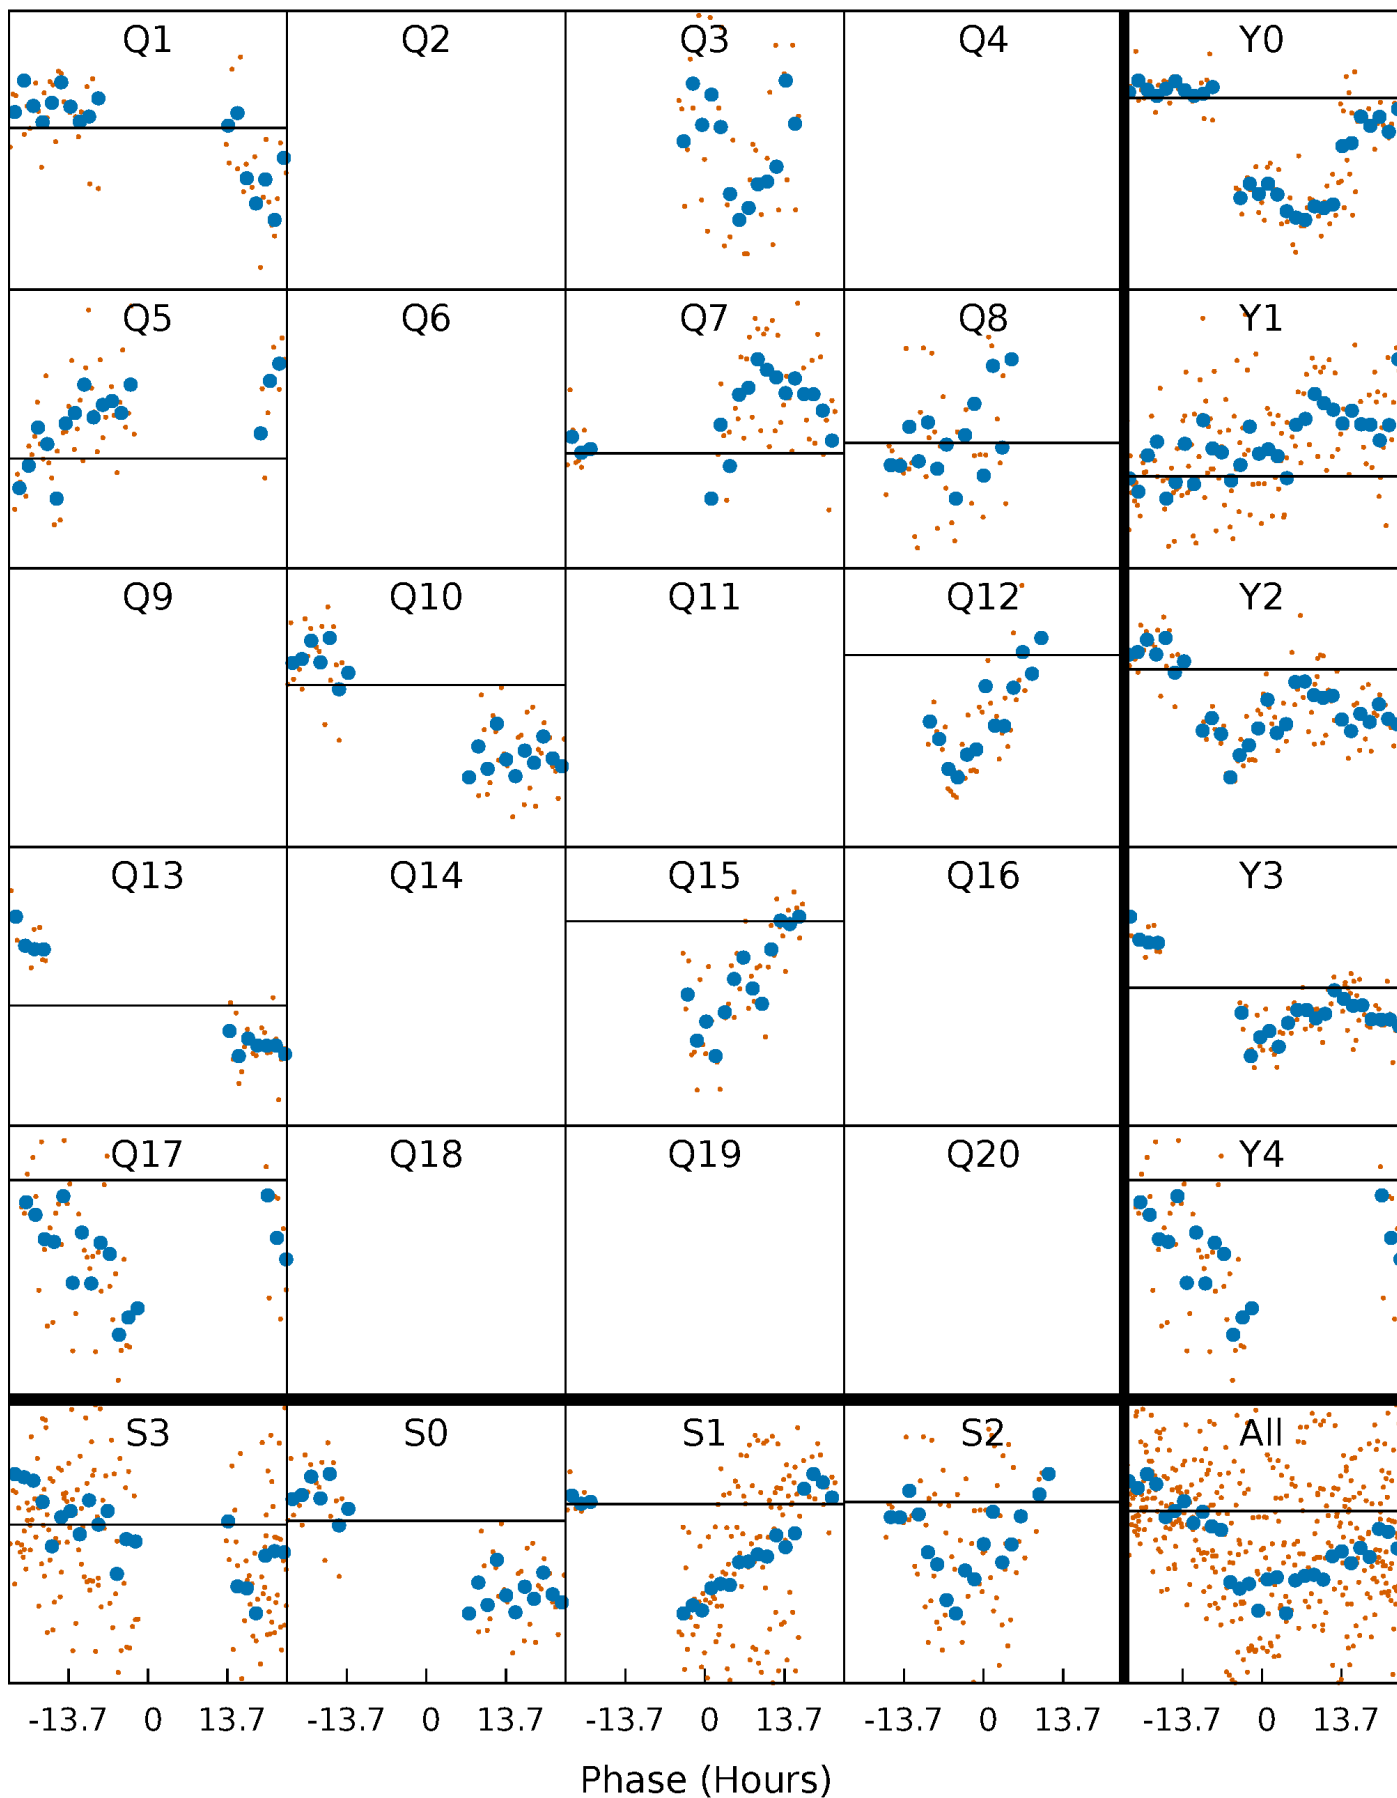 Q1 Q2 Q3 Q4 Y0
Q5 Q6 Q7 Q8 Y1
Q9 Q10 Q11 Q12 Y2
Q13 Q14 Q15 Q16 Y3
Q17 Q18 Q19 Q20 Y4
S3 S0 S1 S2 All
-13.7 0 13.7 -13.7 0 13.7 -13.7 0 13.7 -13.7 0 13.7 -13.7 0 13.7
Phase (Hours)